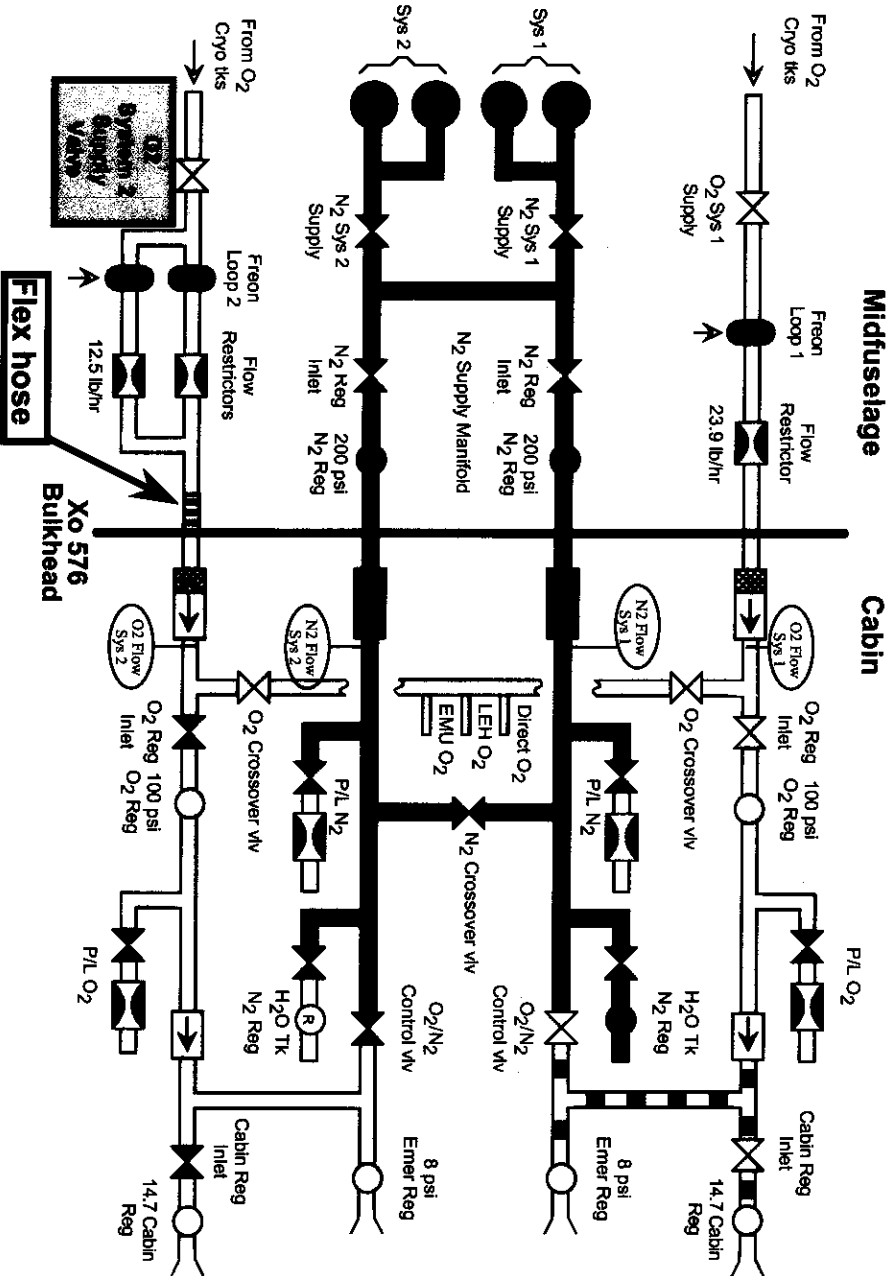 Midfuselage
Cabin
From O₂
Cryo tks
O₂ Sys 1
Supply
Freon
Loop 1
Flow
Restrictor
23.9 lb/hr
O2 Flow
Sys 1
O₂ Reg
Inlet
100 psi
O₂ Reg
O₂ Crossover vlv
P/L O₂
Cabin Reg
Inlet
14.7 Cabin
Reg
Sys 1
N₂ Sys 1
Supply
N₂ Reg
Inlet
200 psi
N₂ Reg
N2 Flow
Sys 1
P/L N₂
H₂O Tk
N₂ Reg
O₂/N₂
Control vlv
8 psi
Emer Reg
N₂ Supply Manifold
Direct O₂
LEH O₂
EMU O₂
N₂ Crossover vlv
Sys 2
N₂ Sys 2
Supply
N₂ Reg
Inlet
200 psi
N₂ Reg
N2 Flow
Sys 2
P/L N₂
H₂O Tk
N₂ Reg
R
O₂/N₂
Control vlv
8 psi
Emer Reg
From O₂
Cryo tks
O2
System 2
Supply
Valve
Freon
Loop 2
Flow
Restrictors
12.5 lb/hr
Flex hose
Xo 576
Bulkhead
O2 Flow
Sys 2
O₂ Crossover vlv
O₂ Reg
Inlet
100 psi
O₂ Reg
P/L O₂
Cabin Reg
Inlet
14.7 Cabin
Reg